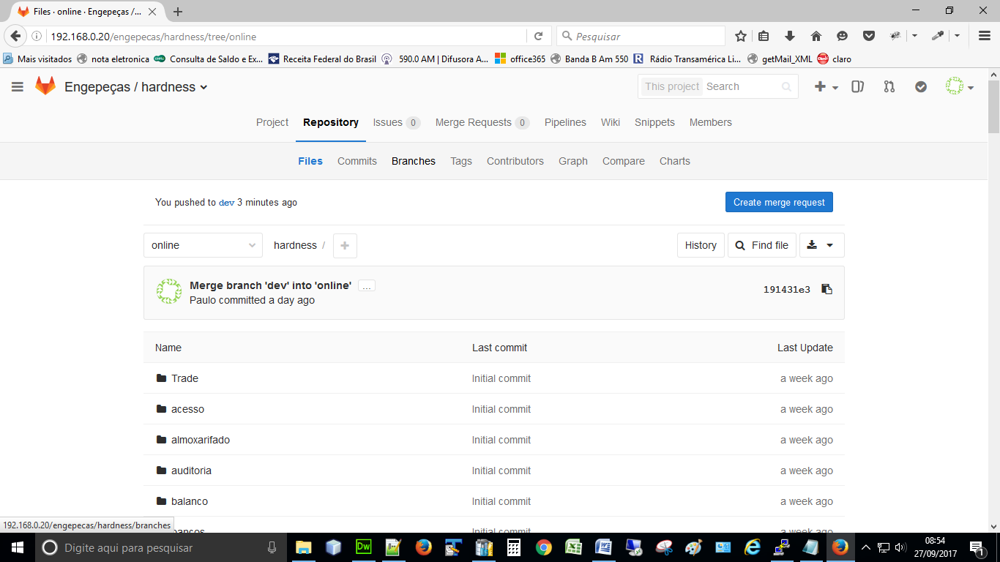 Files · online · Engepeças /...
192.168.0.20/engepecas/hardness/tree/online
Pesquisar
Mais visitados nota eletronica Consulta de Saldo e Ex... Receita Federal do Brasil 590.0 AM | Difusora A... office365 Banda B Am 550 Rádio Transamérica Li... getMail_XML claro
Engepeças / hardness
This project Search
Project Repository Issues 0 Merge Requests 0 Pipelines Wiki Snippets Members
Files Commits Branches Tags Contributors Graph Compare Charts
You pushed to dev 3 minutes ago
Create merge request
online hardness / +
History Find file
Merge branch 'dev' into 'online' ...
Paulo committed a day ago
191431e3
Name Last commit Last Update
Trade Initial commit a week ago
acesso Initial commit a week ago
almoxarifado Initial commit a week ago
auditoria Initial commit a week ago
balanco Initial commit a week ago
bancos Initial commit a week ago
192.168.0.20/engepecas/hardness/branches
Digite aqui para pesquisar
Dw
08:54
27/09/2017
1